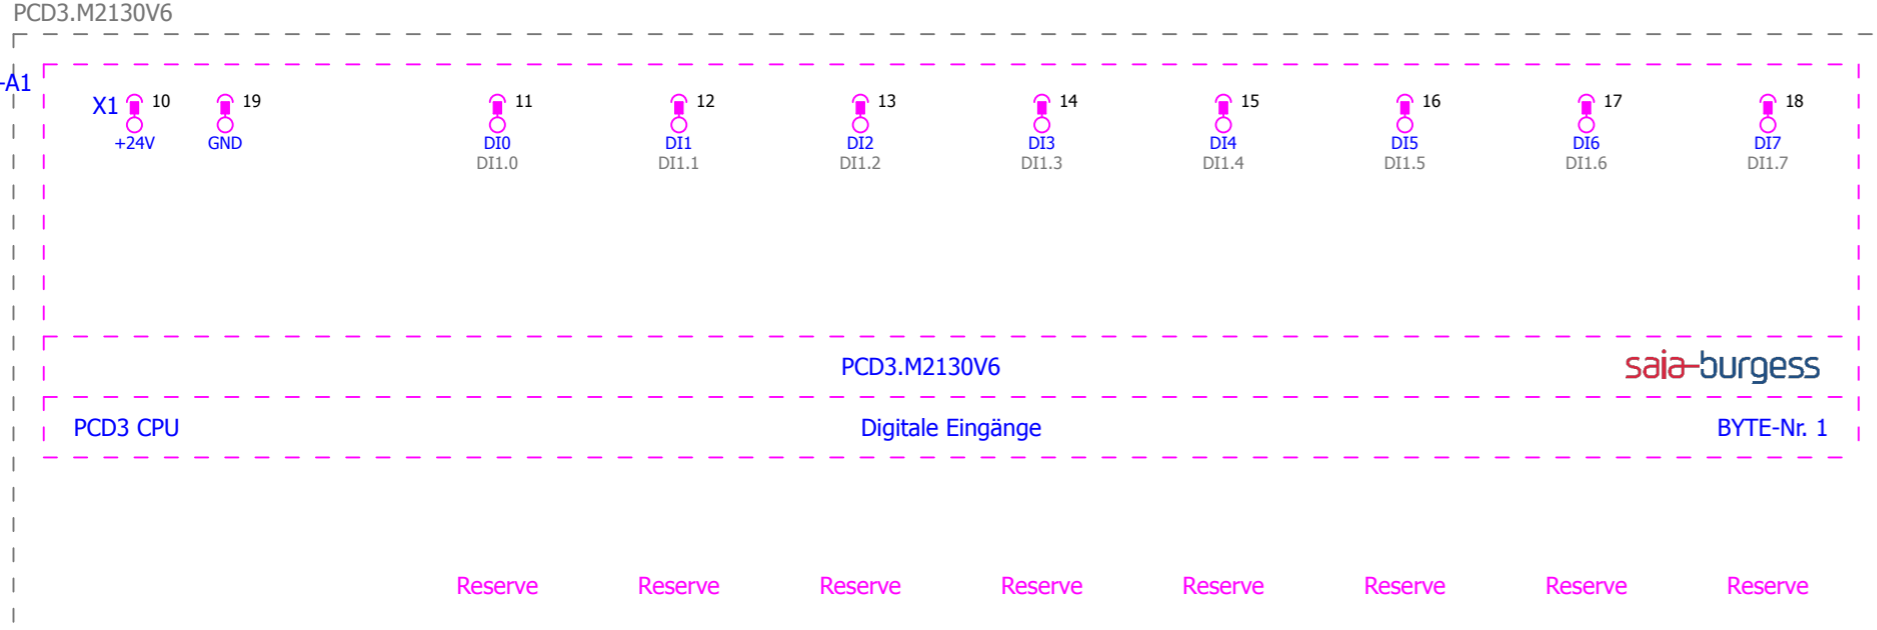 PCD3.M2130V6
-A1
X1 10 19 11 12 13 14 15 16 17 18
+24V GND DI0 DI1 DI2 DI3 DI4 DI5 DI6 DI7
DI1.0 DI1.1 DI1.2 DI1.3 DI1.4 DI1.5 DI1.6 DI1.7
PCD3.M2130V6 saia-burgess
PCD3 CPU Digitale Eingänge BYTE-Nr. 1
Reserve Reserve Reserve Reserve Reserve Reserve Reserve Reserve